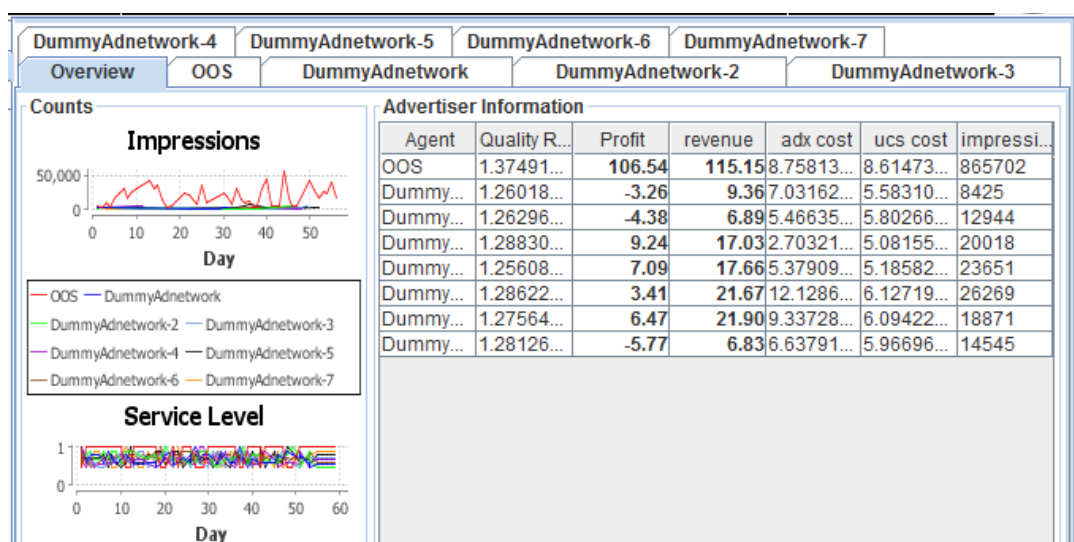 DummyAdnetwork-4 DummyAdnetwork-5 DummyAdnetwork-6 DummyAdnetwork-7
Overview OOS DummyAdnetwork DummyAdnetwork-2 DummyAdnetwork-3
Counts
Impressions
50,000
0
0 10 20 30 40 50
Day
OOS DummyAdnetwork
DummyAdnetwork-2 DummyAdnetwork-3
DummyAdnetwork-4 DummyAdnetwork-5
DummyAdnetwork-6 DummyAdnetwork-7
Service Level
1
0
0 10 20 30 40 50 60
Day
Advertiser Information
Agent Quality R... Profit revenue adx cost ucs cost impressi...
OOS 1.37491... 106.54 115.15 8.75813... 8.61473... 865702
Dummy... 1.26018... -3.26 9.36 7.03162... 5.58310... 8425
Dummy... 1.26296... -4.38 6.89 5.46635... 5.80266... 12944
Dummy... 1.28830... 9.24 17.03 2.70321... 5.08155... 20018
Dummy... 1.25608... 7.09 17.66 5.37909... 5.18582... 23651
Dummy... 1.28622... 3.41 21.67 12.1286... 6.12719... 26269
Dummy... 1.27564... 6.47 21.90 9.33728... 6.09422... 18871
Dummy... 1.28126... -5.77 6.83 6.63791... 5.96696... 14545